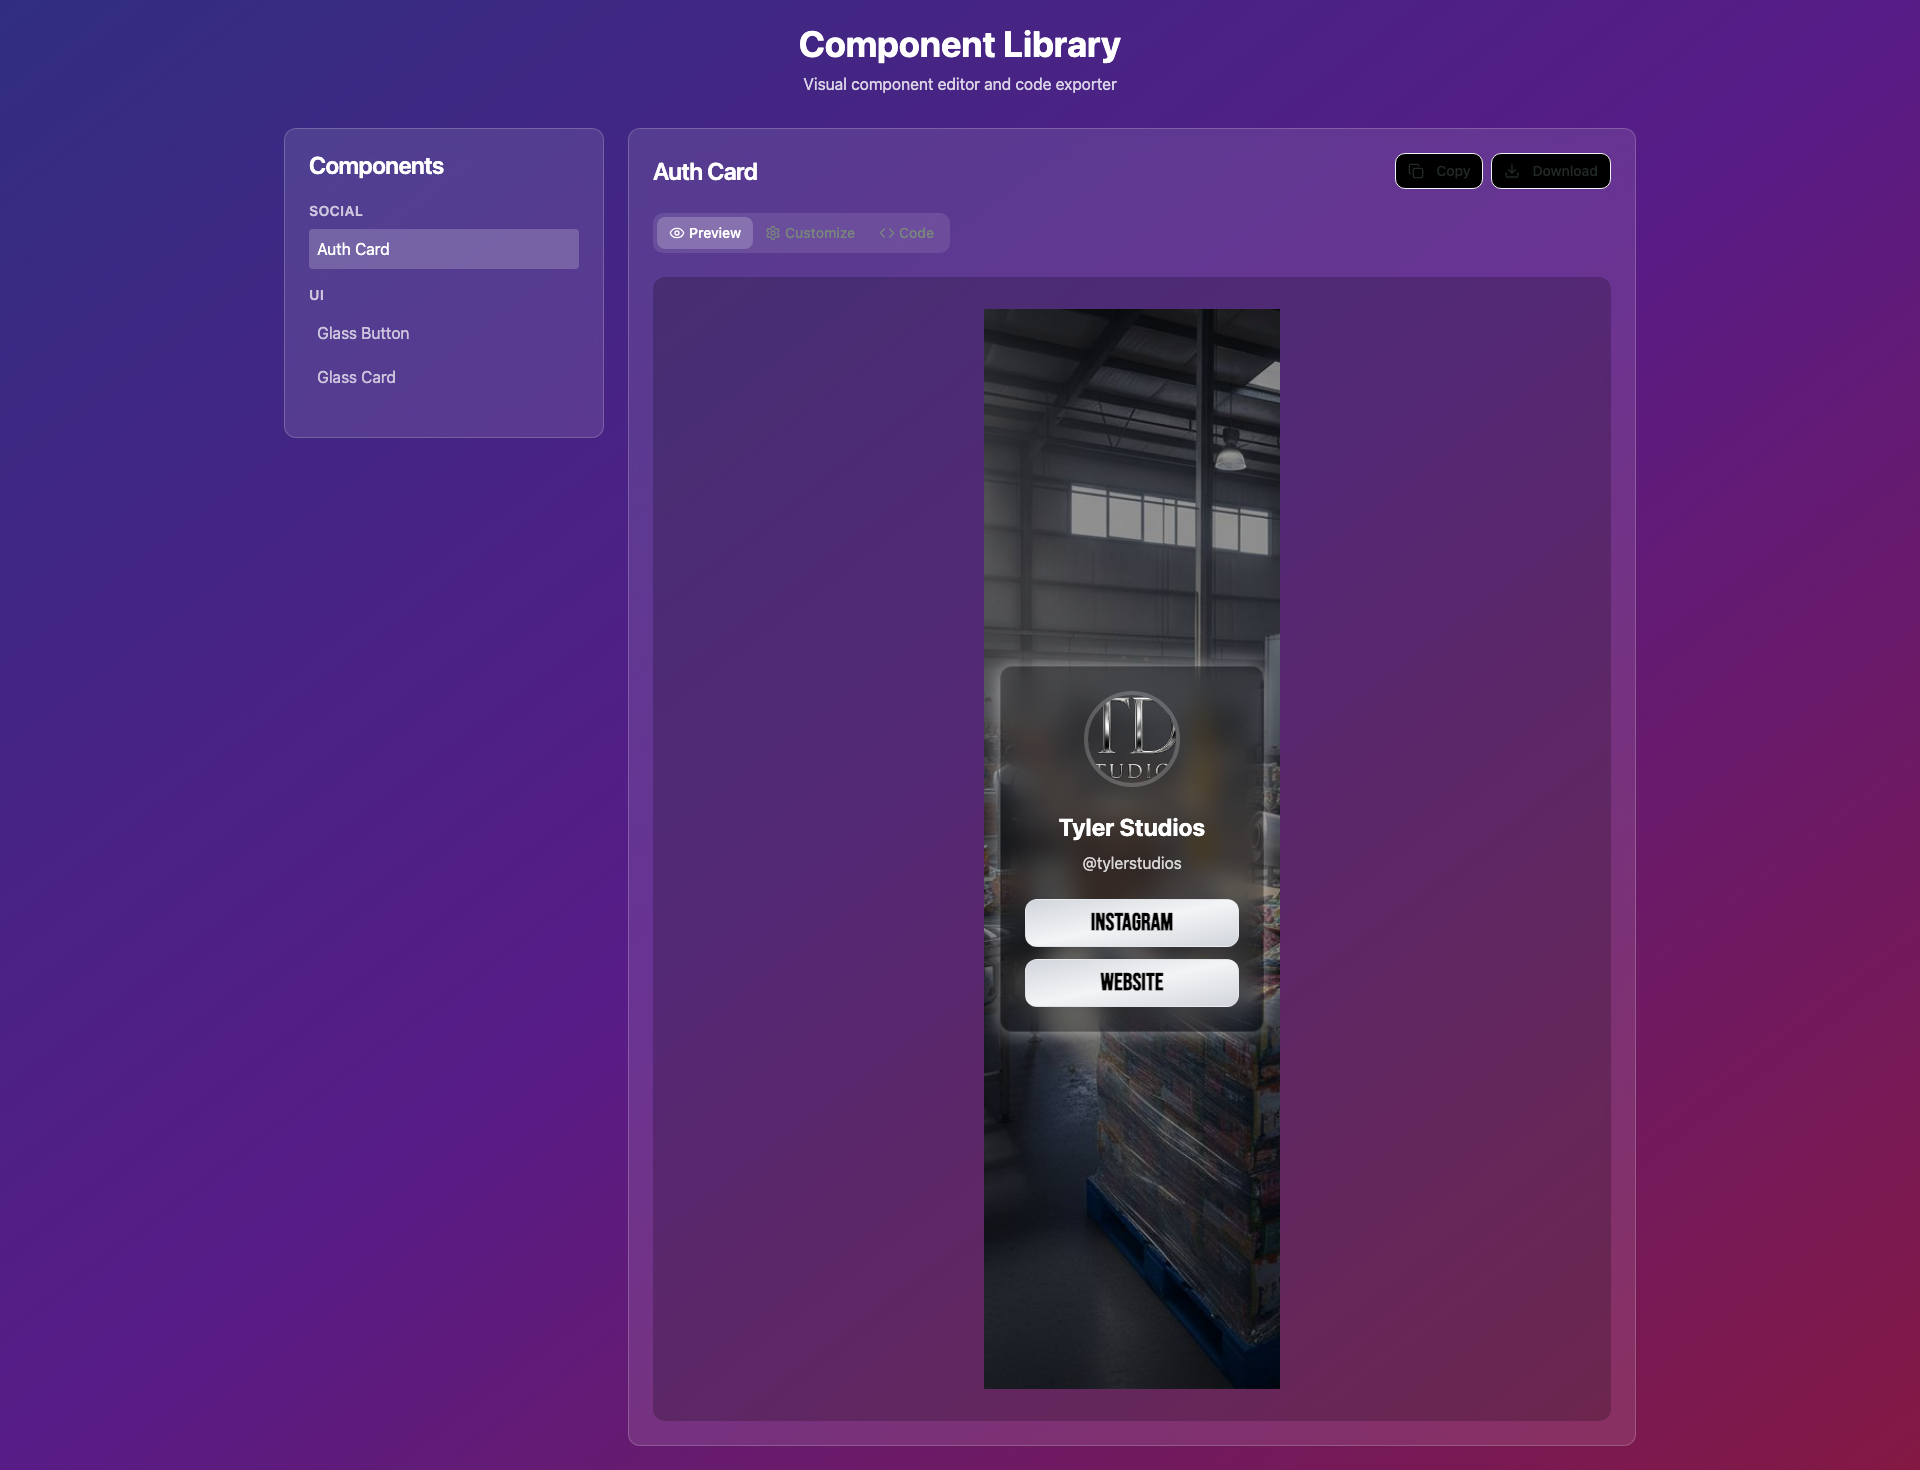 Component Library
Visual component editor and code exporter
Components
SOCIAL
Auth Card
UI
Glass Button
Glass Card
Auth Card
Copy
Download
Preview
Customize
Code
TD
TUDIO
Tyler Studios
@tylerstudios
INSTAGRAM
WEBSITE